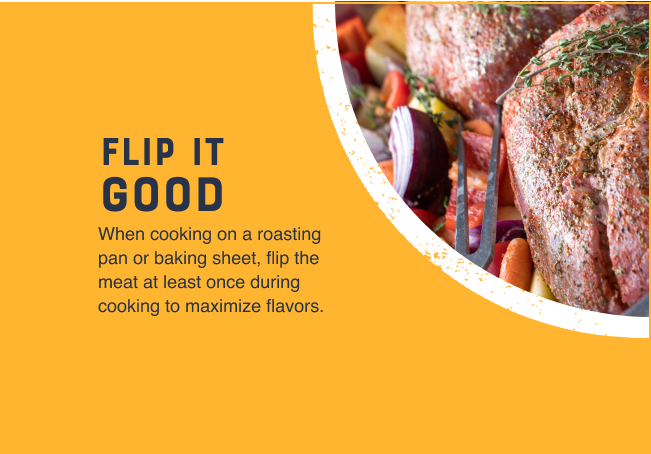 FLIP IT
GOOD
When cooking on a roasting
pan or baking sheet, flip the
meat at least once during
cooking to maximize flavors.